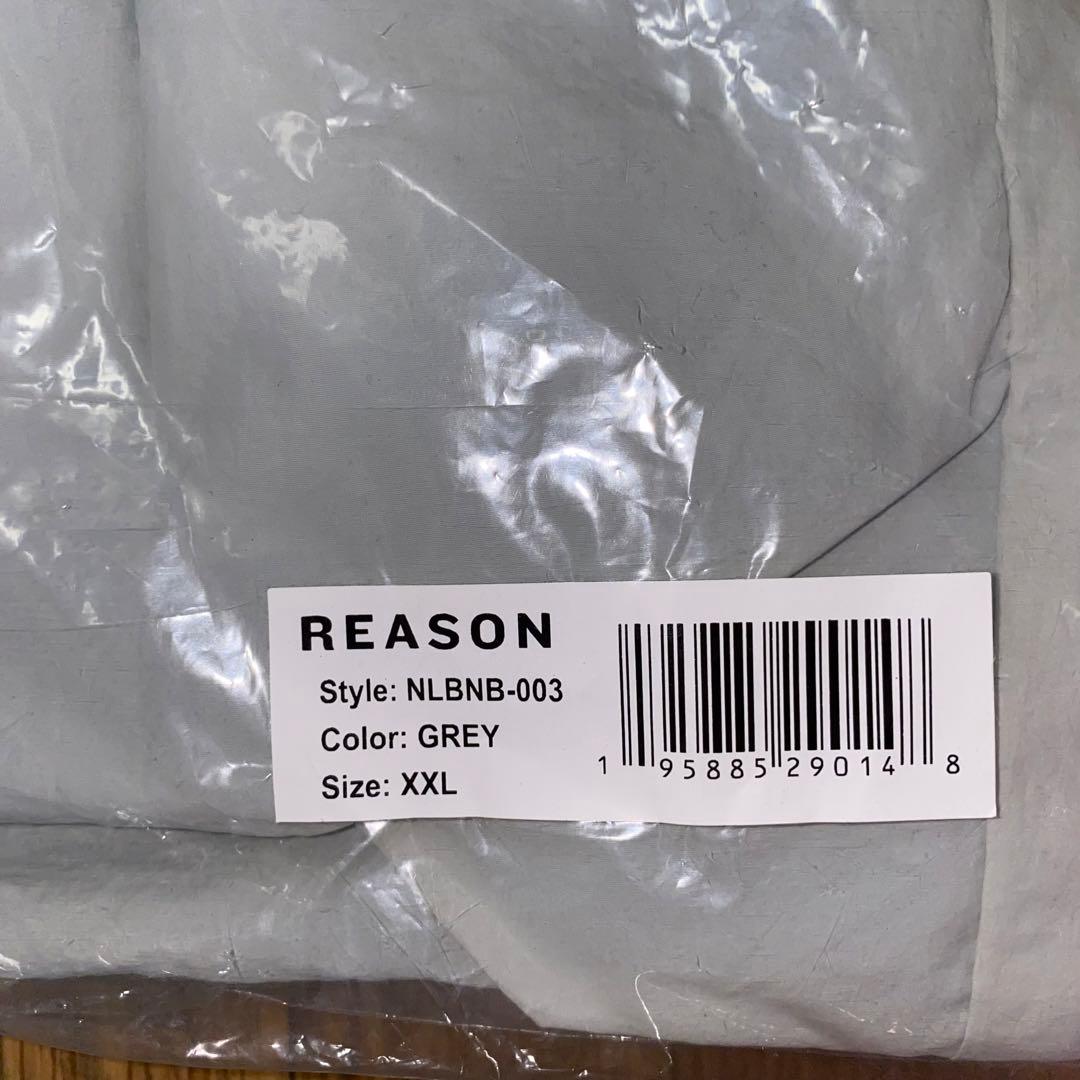 REASON
Style: NLBNB-003
Color: GREY
Size: XXL
1 95885 29014 8